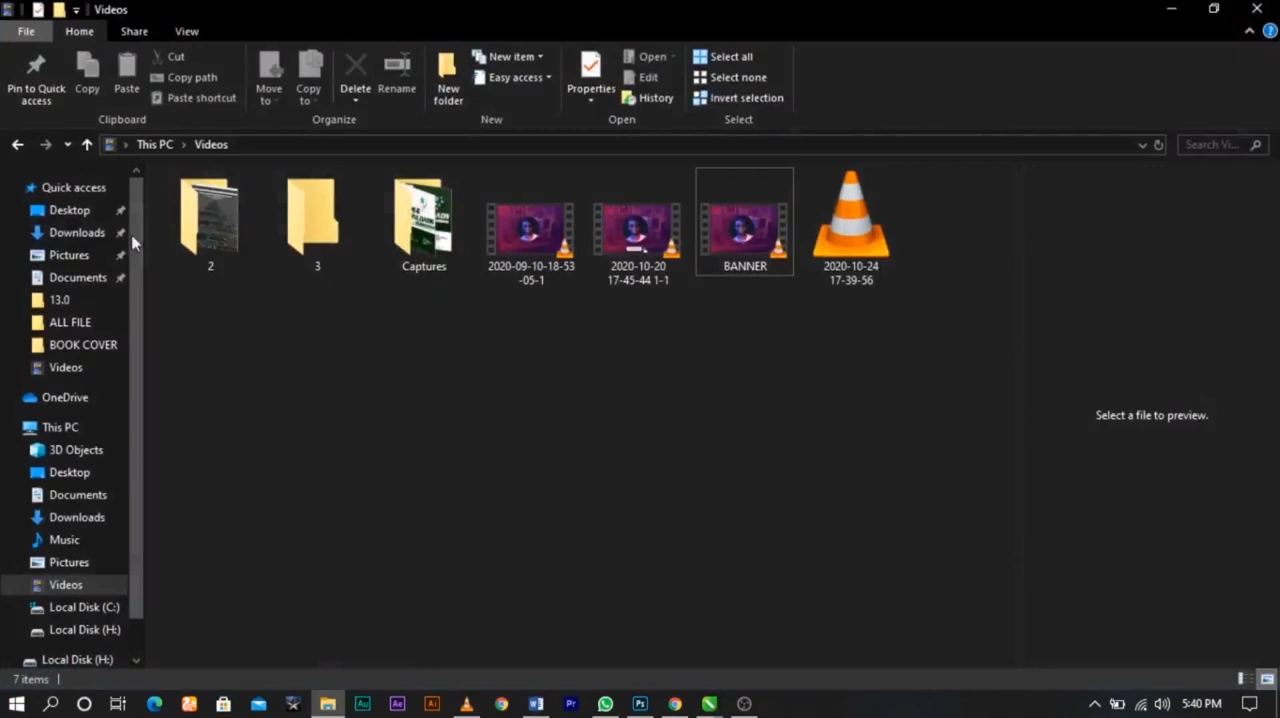 Videos
File Home Share View
Pin to Quick access
Copy
Paste
Cut
Copy path
Paste shortcut
Clipboard
Move to
Copy to
Delete
Rename
Organize
New folder
New item
Easy access
New
Properties
Open
Edit
History
Open
Select all
Select none
Invert selection
Select
This PC > Videos
Search Vi...
Quick access
Desktop
Downloads
Pictures
Documents
13.0
ALL FILE
BOOK COVER
Videos
OneDrive
This PC
3D Objects
Desktop
Documents
Downloads
Music
Pictures
Videos
Local Disk (C:)
Local Disk (H:)
Local Disk (H:)
2
3
Captures
2020-09-10-18-53
-05-1
2020-10-20
17-45-44 1-1
BANNER
2020-10-24
17-39-56
Select a file to preview.
7 items
Au
Ae
Ai
Pr
Ps
5:40 PM